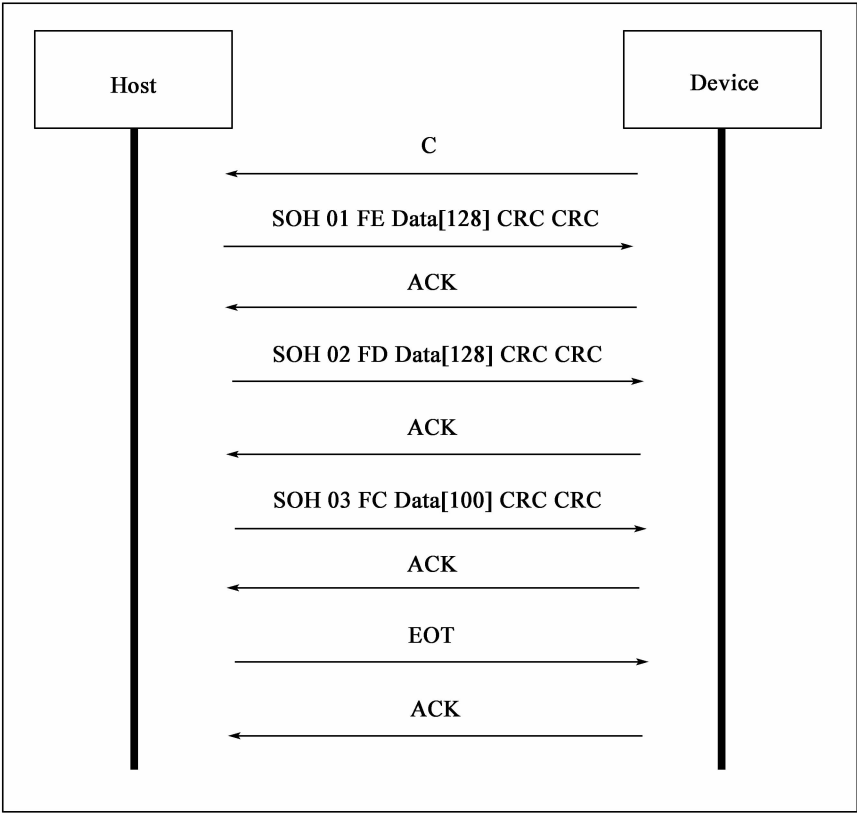 Host
Device
C
SOH 01 FE Data[128] CRC CRC
ACK
SOH 02 FD Data[128] CRC CRC
ACK
SOH 03 FC Data[100] CRC CRC
ACK
EOT
ACK